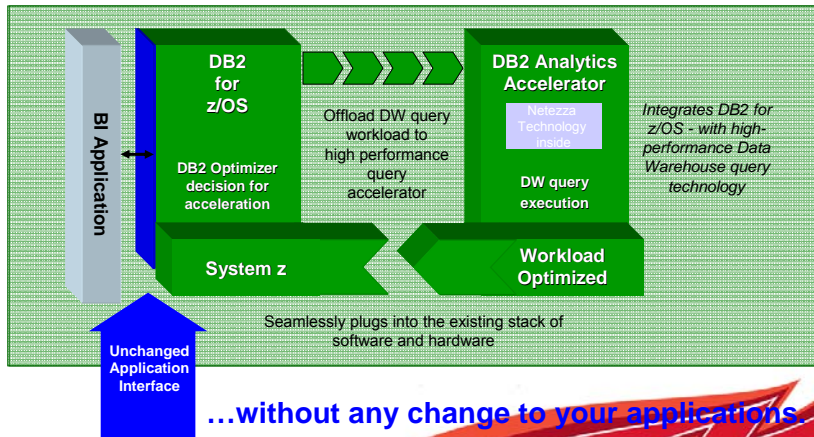 BI Application
DB2
for
z/OS
DB2 Optimizer
decision for
acceleration
Offload DW query
workload to
high performance
query
accelerator
DB2 Analytics
Accelerator
Netezza
Technology
inside
DW query
execution
Integrates DB2 for
z/OS - with high-
performance Data
Warehouse query
technology
System z
Workload
Optimized
Seamlessly plugs into the existing stack of
software and hardware
Unchanged
Application
Interface
…without any change to your applications.